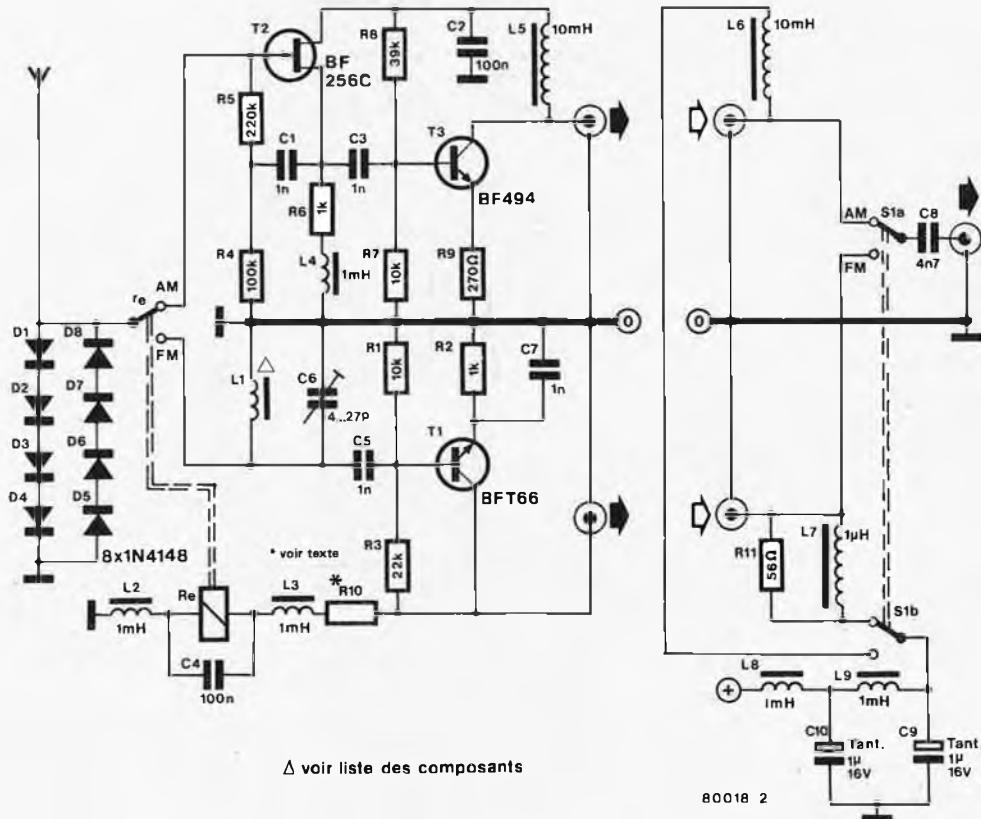 T2
BF
256C
R8
39k
C2
100n
L5
10mH
L6
10mH
R5
220k
C1
1n
C3
1n
T3
BF494
R6
1k
L4
1mH
R4
100k
R7
10k
R9
270Ω
re
AM
FM
0
0
AM
FM
S1a
C8
4n7
D1
D2
D3
D4
D8
D7
D6
D5
8x1N4148
L1
Δ
C6
4...27p
R1
10k
R2
1k
C7
1n
C5
1n
T1
BFT66
R3
22k
* voir texte
*
R10
L2
1mH
Re
L3
1mH
C4
100n
R11
56Ω
L7
1µH
S1b
L8
1mH
L9
1mH
+
C10
Tant.
1µ
16V
C9
Tant.
1µ
16V
Δ voir liste des composants
80018 2